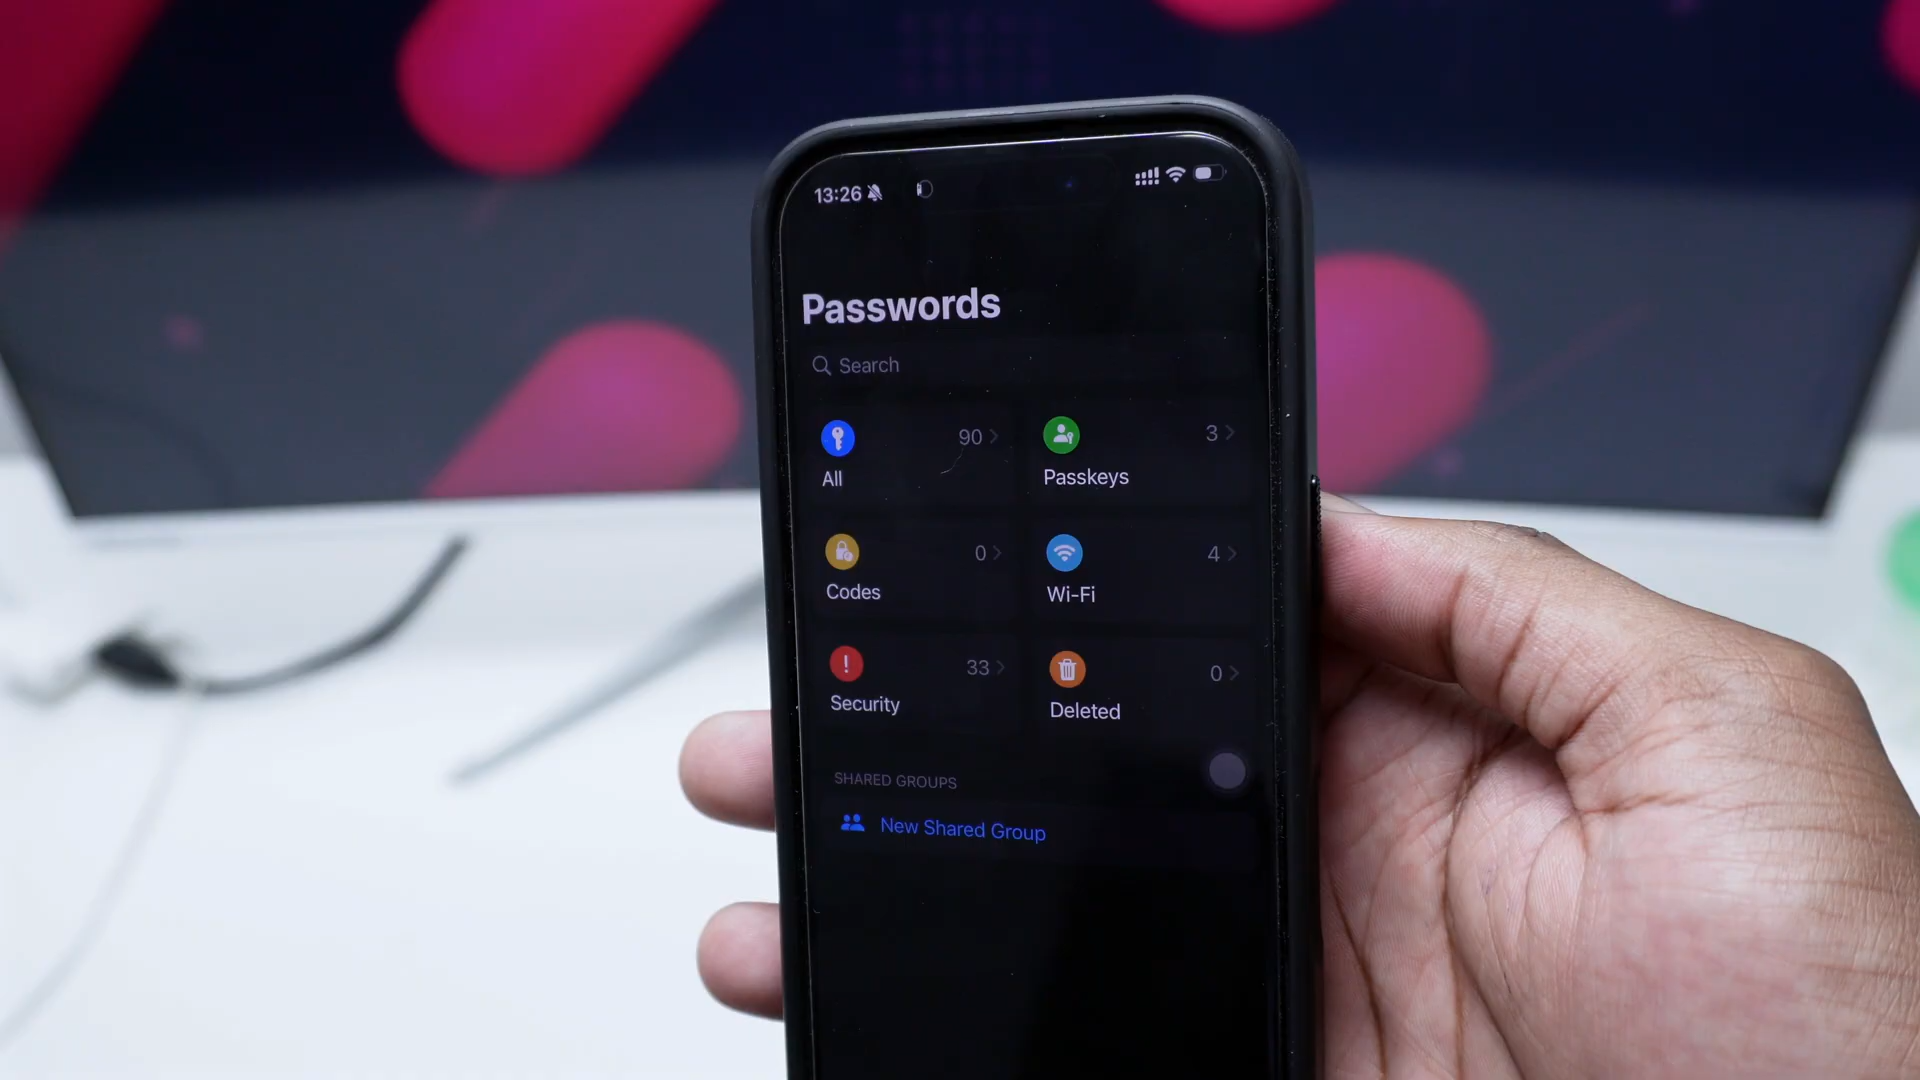 13:26
Passwords
Search
90
All
3
Passkeys
0
Codes
4
Wi-Fi
33
Security
0
Deleted
SHARED GROUPS
New Shared Group